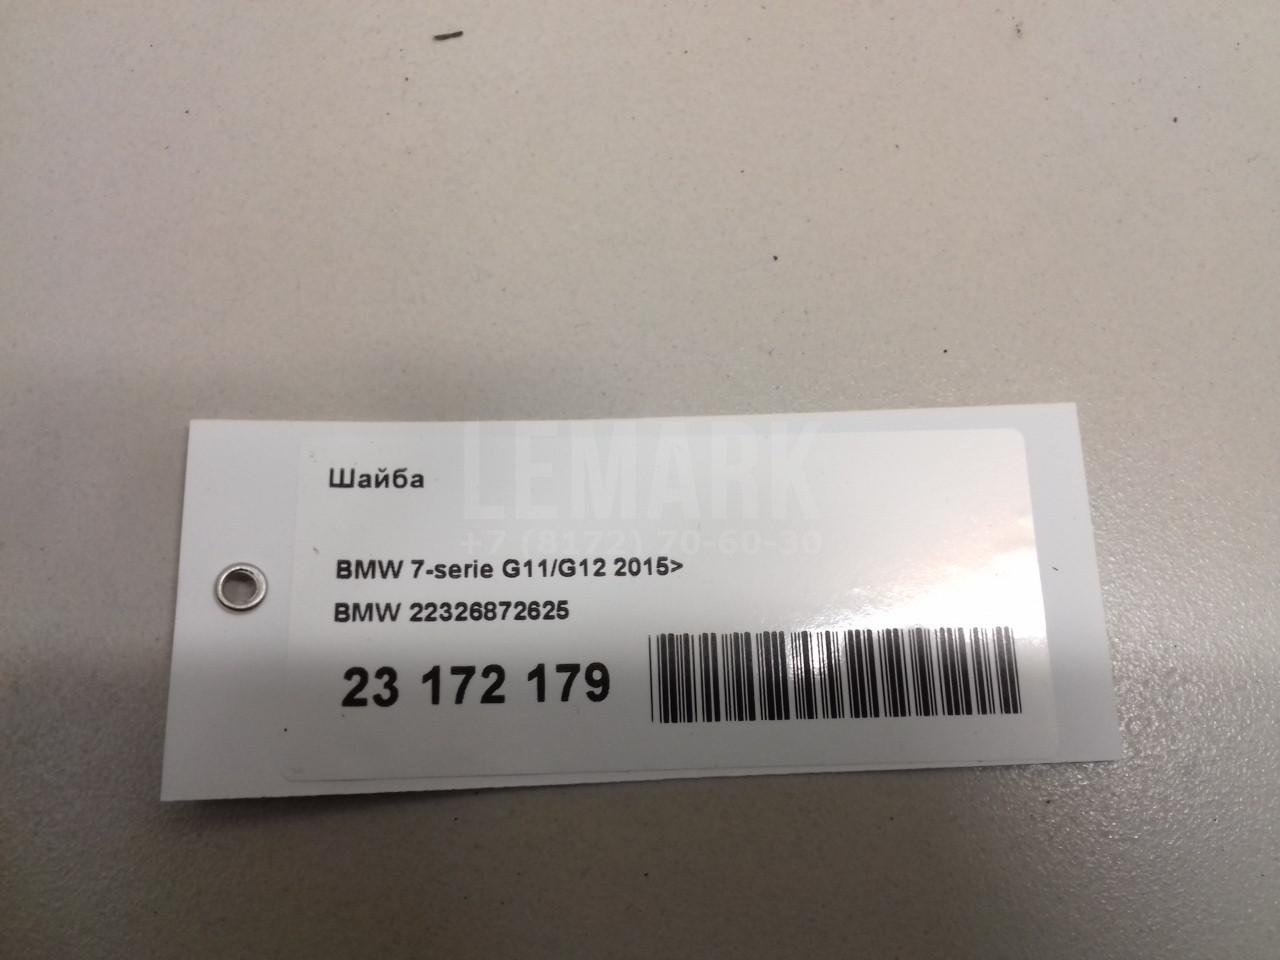 LEMARK
Шайба
+7 (8172) 70-60-30
BMW 7-serie G11/G12 2015>
BMW 22326872625
23 172 179